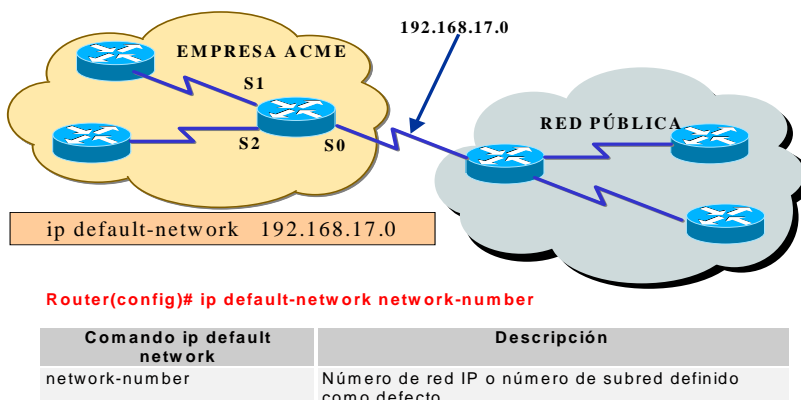 192.168.17.0
EMPRESA ACME
S1
RED PÚBLICA
S2
S0
ip default-network 192.168.17.0
Router(config)# ip default-network network-number
Comando ip default
network
Descripción
network-number
Número de red IP o número de subred definido
como defecto